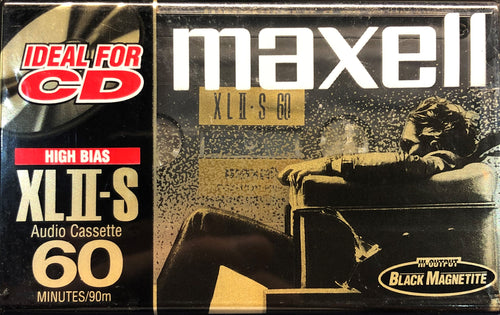 IDEAL FOR
CD
maxell
XLII-S 60
HIGH BIAS
XLII-S
Audio Cassette
60
MINUTES/90m
HI-OUTPUT
BLACK MAGNETITE